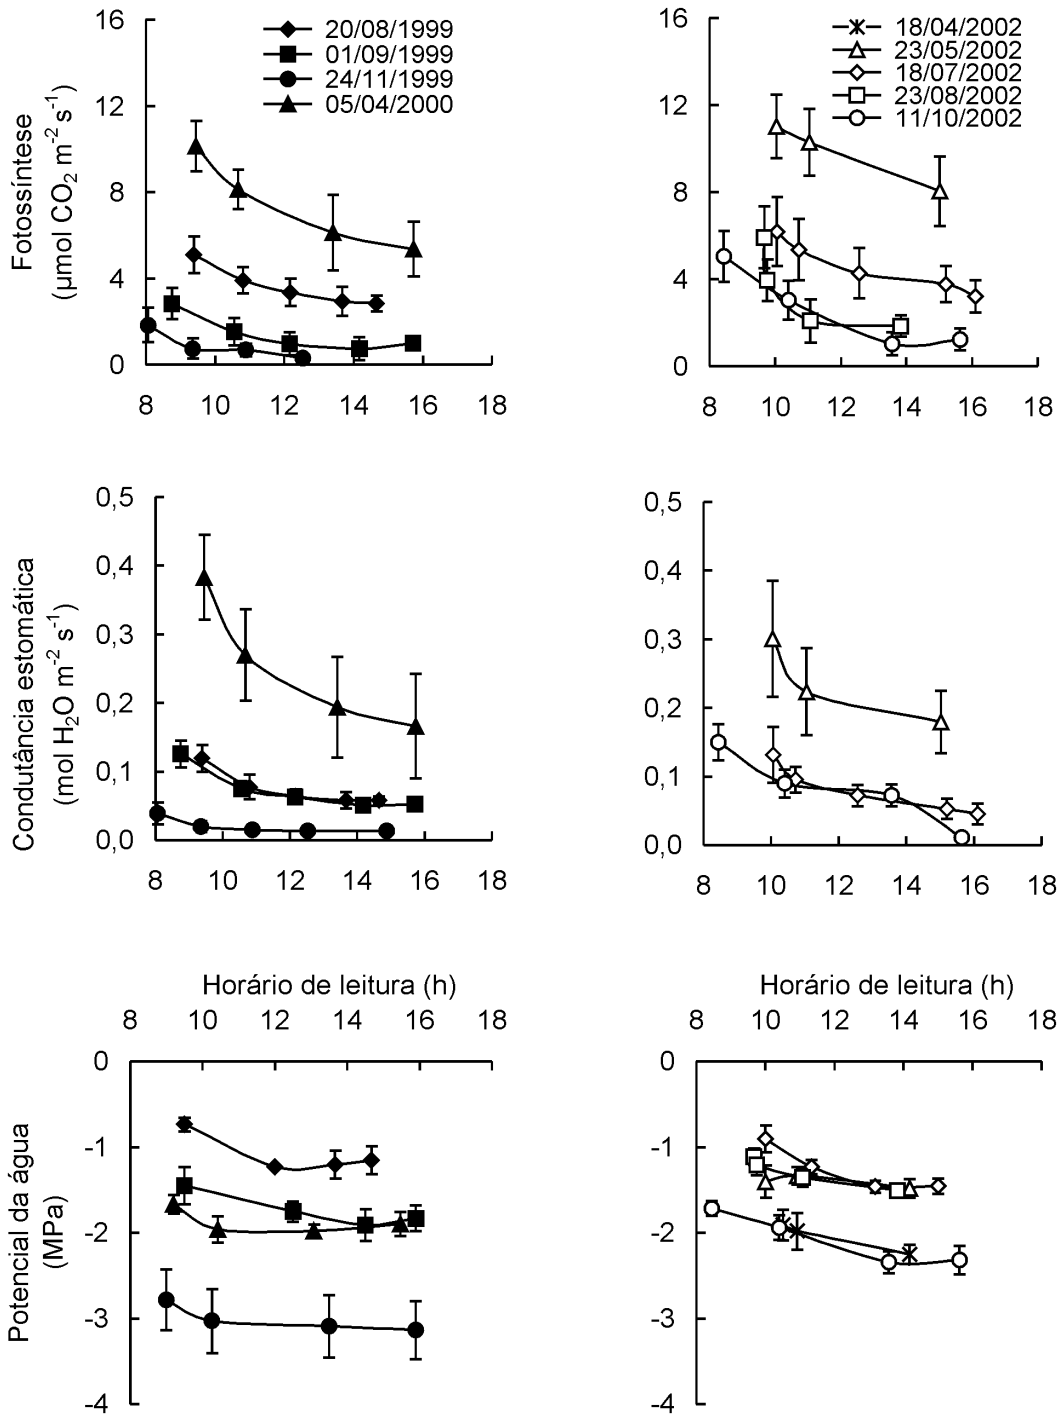 Fotossíntese
(µmol CO2 m-2 s-1)
16
12
8
4
0
20/08/1999
01/09/1999
24/11/1999
05/04/2000
8 10 12 14 16 18
16
12
8
4
0
18/04/2002
23/05/2002
18/07/2002
23/08/2002
11/10/2002
8 10 12 14 16 18
Condutância estomática
(mol H2O m-2 s-1)
0,5
0,4
0,3
0,2
0,1
0,0
8 10 12 14 16 18
0,5
0,4
0,3
0,2
0,1
0,0
8 10 12 14 16 18
Horário de leitura (h)
8 10 12 14 16 18
Potencial da água
(MPa)
0
-1
-2
-3
-4
Horário de leitura (h)
8 10 12 14 16 18
0
-1
-2
-3
-4